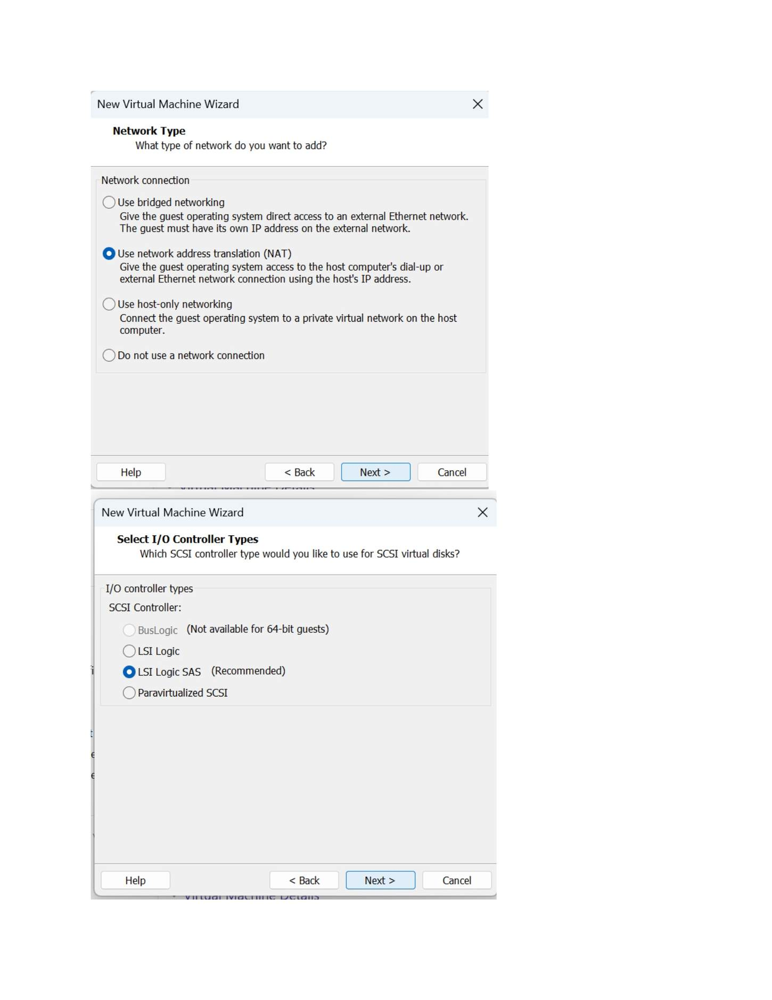 New Virtual Machine Wizard
Network Type
What type of network do you want to add?
Network connection
Use bridged networking
Give the guest operating system direct access to an external Ethernet network.
The guest must have its own IP address on the external network.
Use network address translation (NAT)
Give the guest operating system access to the host computer's dial-up or
external Ethernet network connection using the host's IP address.
Use host-only networking
Connect the guest operating system to a private virtual network on the host
computer.
Do not use a network connection
Help < Back Next > Cancel
Virtual Machine Details
New Virtual Machine Wizard
Select I/O Controller Types
Which SCSI controller type would you like to use for SCSI virtual disks?
I/O controller types
SCSI Controller:
BusLogic (Not available for 64-bit guests)
LSI Logic
LSI Logic SAS (Recommended)
Paravirtualized SCSI
Help < Back Next > Cancel
Virtual Machine Details